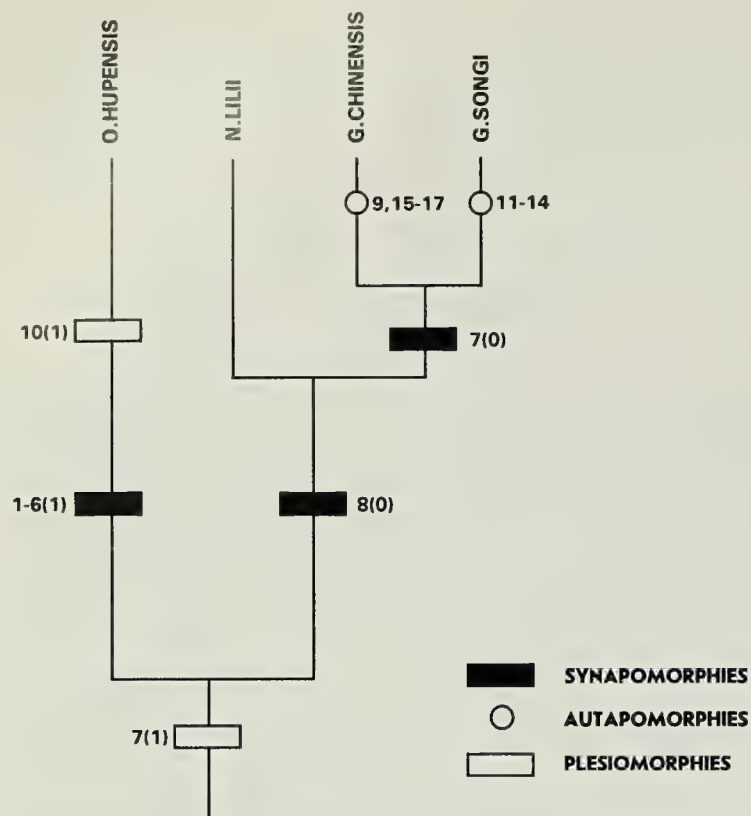 O.HUPENSIS
N.LILII
G.CHINENSIS
G.SONGI
9,15-17
11-14
10(1)
7(0)
1-6(1)
8(0)
7(1)
SYNAPOMORPHIES
AUTAPOMORPHIES
PLESIOMORPHIES